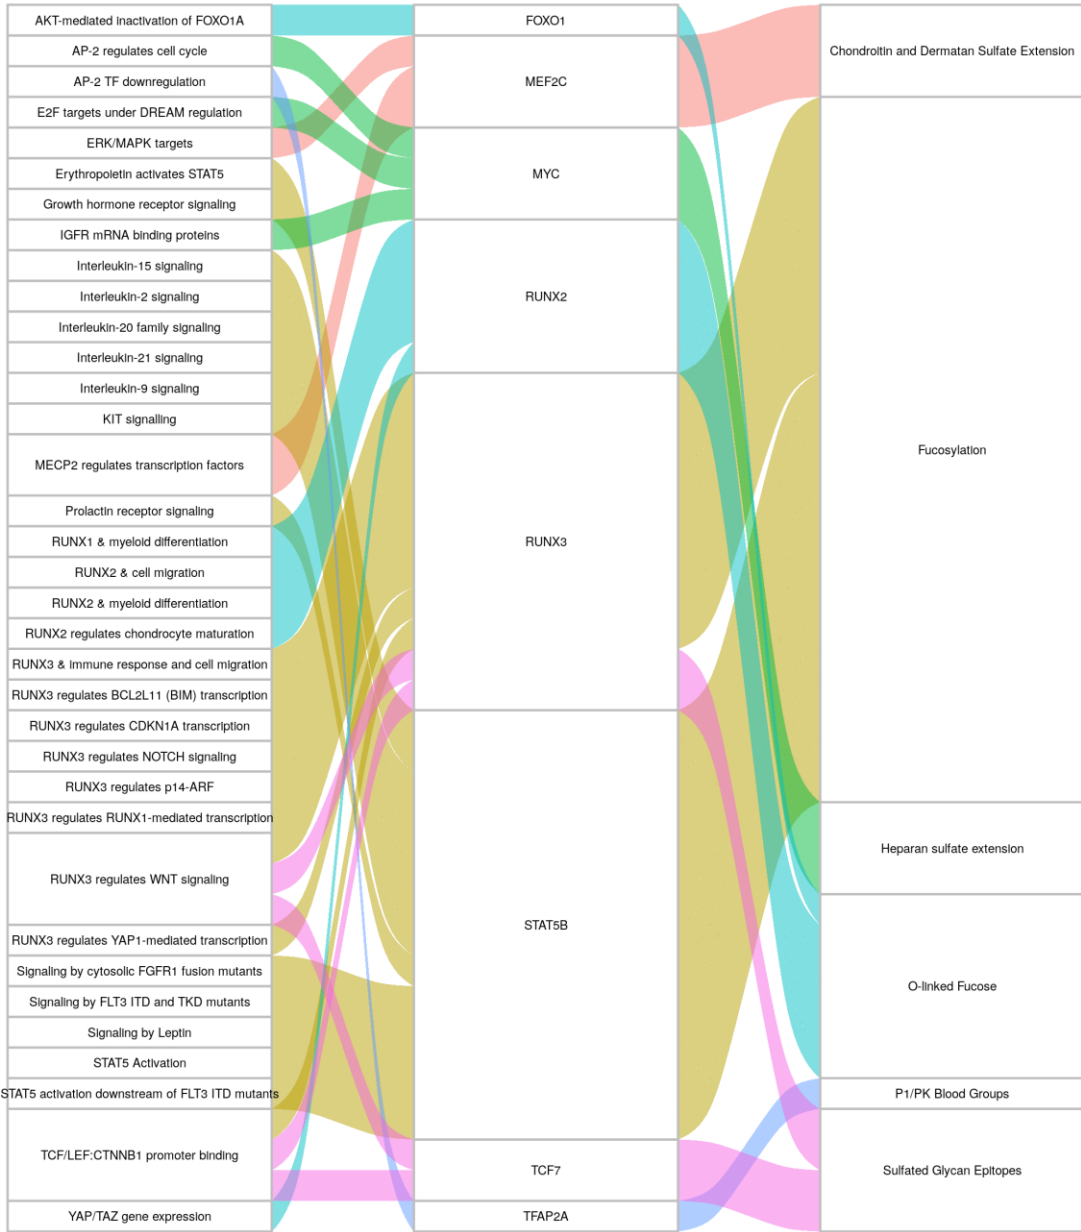 AKT-mediated inactivation of FOXO1A
AP-2 regulates cell cycle
AP-2 TF downregulation
E2F targets under DREAM regulation
ERK/MAPK targets
Erythropoietin activates STAT5
Growth hormone receptor signaling
IGFR mRNA binding proteins
Interleukin-15 signaling
Interleukin-2 signaling
Interleukin-20 family signaling
Interleukin-21 signaling
Interleukin-9 signaling
KIT signalling
MECP2 regulates transcription factors
Prolactin receptor signaling
RUNX1 & myeloid differentiation
RUNX2 & cell migration
RUNX2 & myeloid differentiation
RUNX2 regulates chondrocyte maturation
RUNX3 & immune response and cell migration
RUNX3 regulates BCL2L11 (BIM) transcription
RUNX3 regulates CDKN1A transcription
RUNX3 regulates NOTCH signaling
RUNX3 regulates p14-ARF
RUNX3 regulates RUNX1-mediated transcription
RUNX3 regulates WNT signaling
RUNX3 regulates YAP1-mediated transcription
Signaling by cytosolic FGFR1 fusion mutants
Signaling by FLT3 ITD and TKD mutants
Signaling by Leptin
STAT5 Activation
STAT5 activation downstream of FLT3 ITD mutants
TCF/LEF:CTNNB1 promoter binding
YAP/TAZ gene expression
FOXO1
MEF2C
MYC
RUNX2
RUNX3
STAT5B
TCF7
TFAP2A
Chondroitin and Dermatan Sulfate Extension
Fucosylation
Heparan sulfate extension
O-linked Fucose
P1/PK Blood Groups
Sulfated Glycan Epitopes